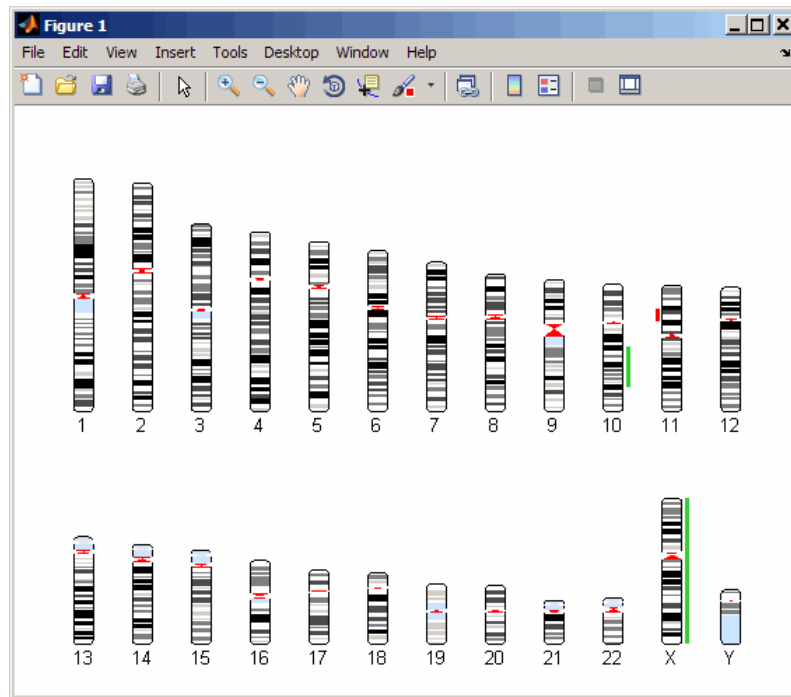 Figure 1
File Edit View Insert Tools Desktop Window Help
1 2 3 4 5 6 7 8 9 10 11 12
13 14 15 16 17 18 19 20 21 22 X Y